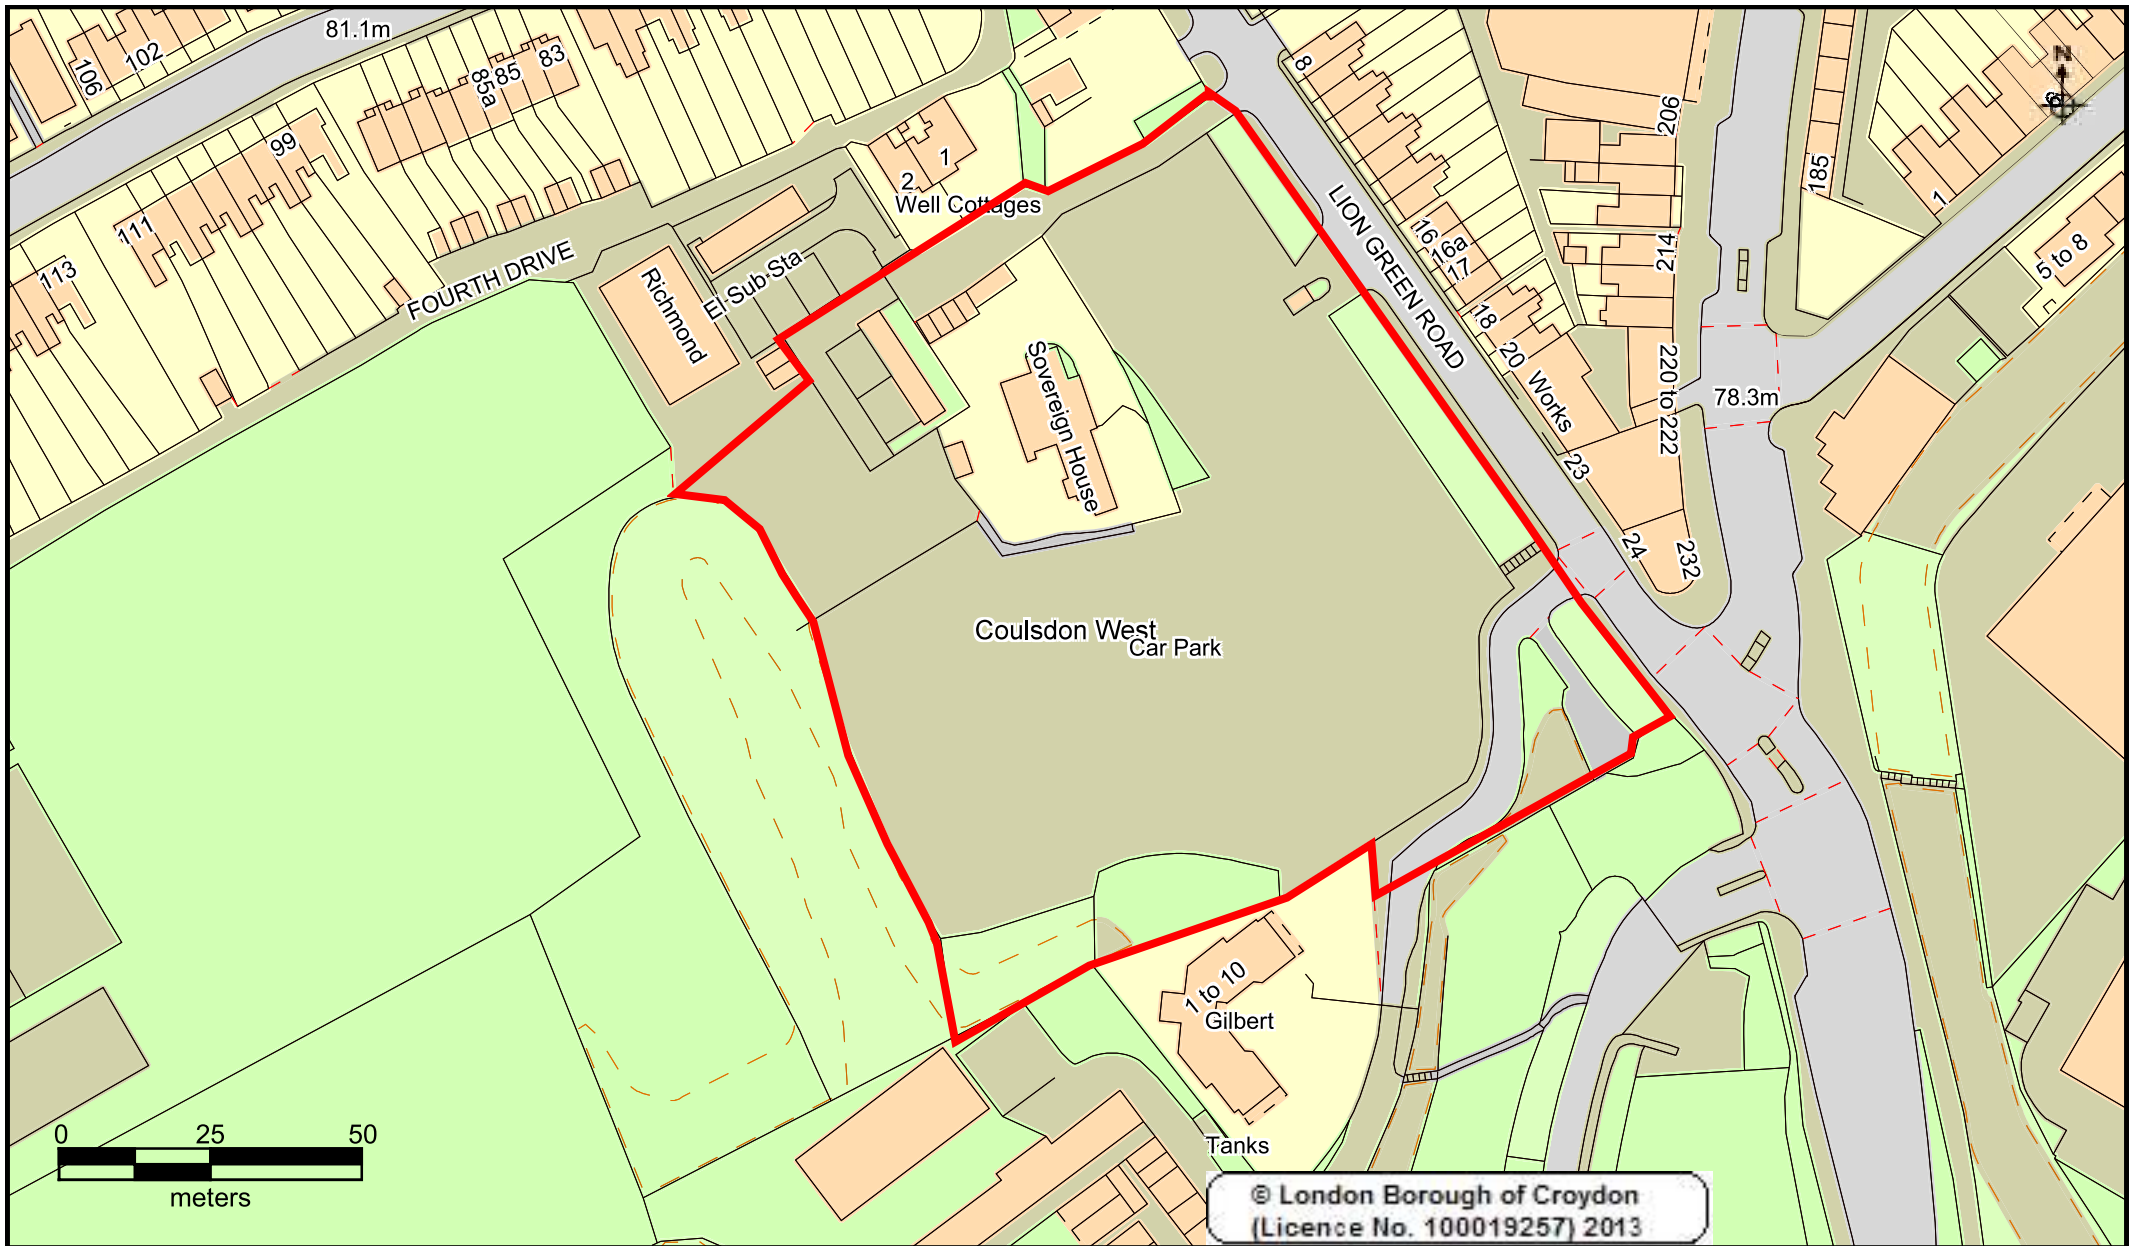 81.1m
102
106
83
85
85a
99
111
113
FOURTH DRIVE
Richmond
El Sub Sta
1
2
Well Cottages
Sovereign House
LION GREEN ROAD
8
16
16a
17
18
20
Works
23
24
232
206
214
220 to 222
185
1
5 to 8
78.3m
N
6
Coulsdon West
Car Park
1 to 10
Gilbert
Tanks
0 25 50
meters
© London Borough of Croydon
(Licence No. 100019257) 2013